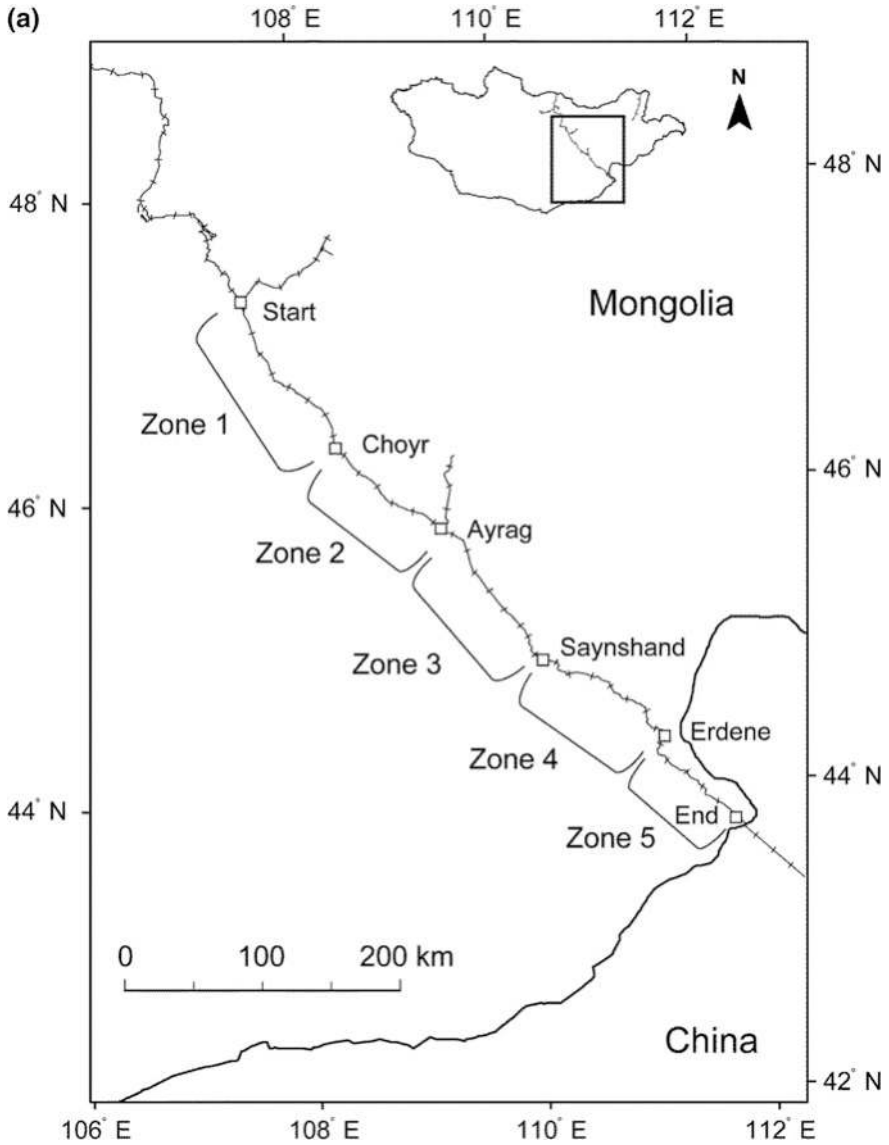 (a)
108° E 110° E 112° E
N
48° N
48° N
Start
Mongolia
Zone 1
Choyr
46° N
46° N
Ayrag
Zone 2
Saynshand
Zone 3
Erdene
Zone 4
44° N
44° N
End
Zone 5
0 100 200 km
China
42° N
106° E 108° E 110° E 112° E